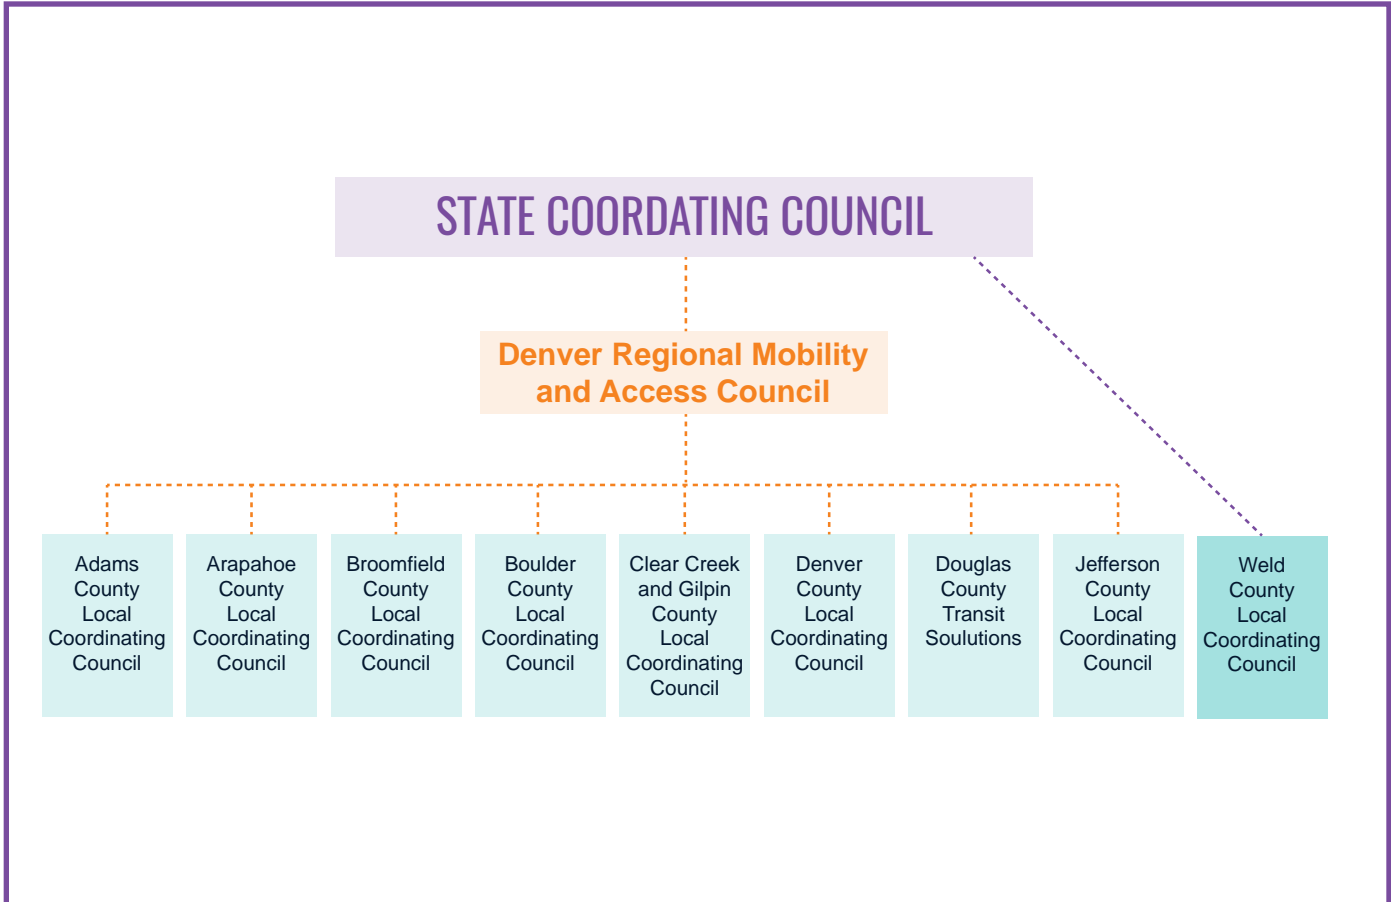 STATE COORDATING COUNCIL
Denver Regional Mobility
and Access Council
Adams
County
Local
Coordinating
Council
Arapahoe
County
Local
Coordinating
Council
Broomfield
County
Local
Coordinating
Council
Boulder
County
Local
Coordinating
Council
Clear Creek
and Gilpin
County
Local
Coordinating
Council
Denver
County
Local
Coordinating
Council
Douglas
County
Transit
Soulutions
Jefferson
County
Local
Coordinating
Council
Weld
County
Local
Coordinating
Council